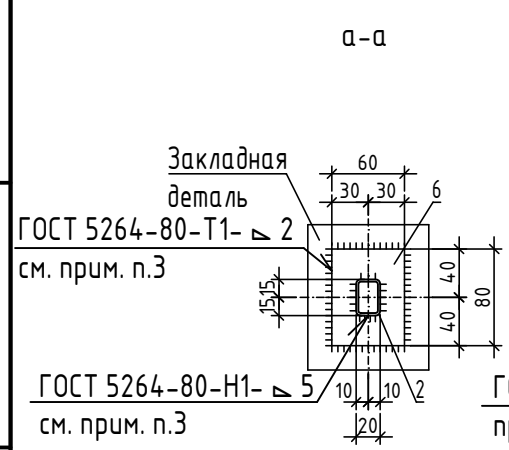 а-а
Закладная
деталь
60
30 30
6
ГОСТ 5264-80-Т1- ⊿ 2
см. прим. п.3
15 15
40
40
80
ГОСТ 5264-80-Н1- ⊿ 5
см. прим. п.3
10 10
2
20